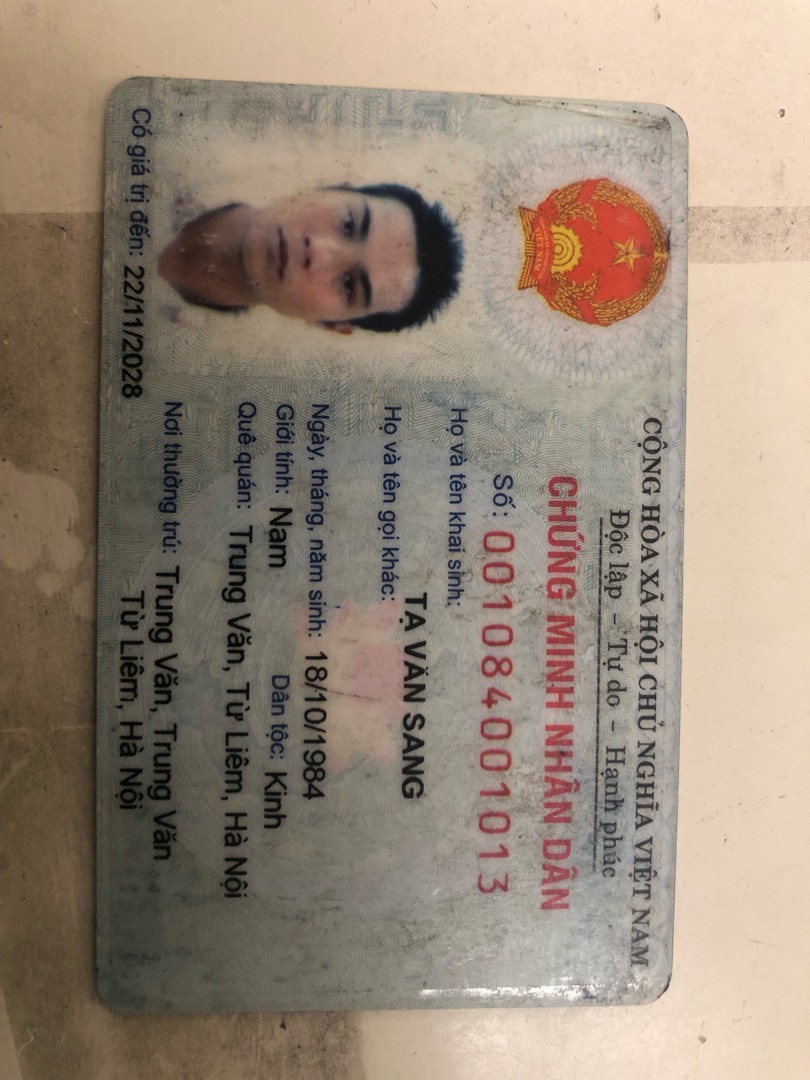 CỘNG HÒA XÃ HỘI CHỦ NGHĨA VIỆT NAM
Độc lập – Tự do – Hạnh phúc
CHỨNG MINH NHÂN DÂN
Số: 001084001013
Họ và tên khai sinh:
TẠ VĂN SANG
Họ và tên gọi khác:
Ngày, tháng, năm sinh: 18/10/1984
Giới tính: Nam Dân tộc: Kinh
Quê quán: Trung Văn, Từ Liêm, Hà Nội
Nơi thường trú: Trung Văn, Trung Văn
Từ Liêm, Hà Nội
Có giá trị đến: 22/11/2028
VIỆT NAM